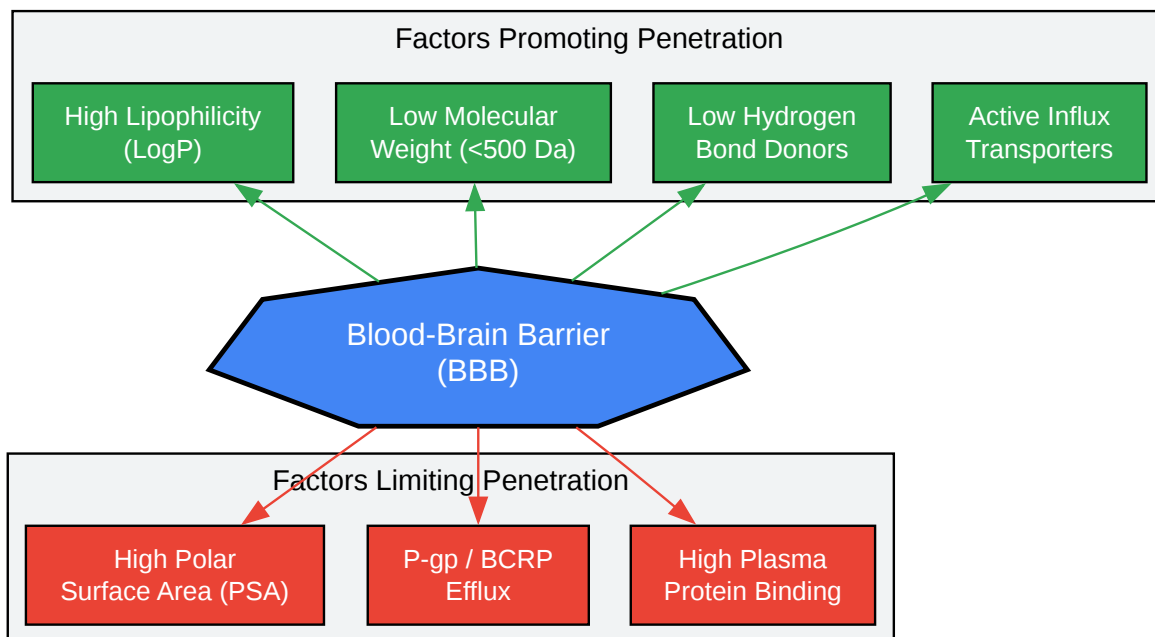 Factors Promoting Penetration
High Lipophilicity
(LogP)
Low Molecular
Weight (<500 Da)
Low Hydrogen
Bond Donors
Active Influx
Transporters
Blood-Brain Barrier
(BBB)
Factors Limiting Penetration
High Polar
Surface Area (PSA)
P-gp / BCRP
Efflux
High Plasma
Protein Binding